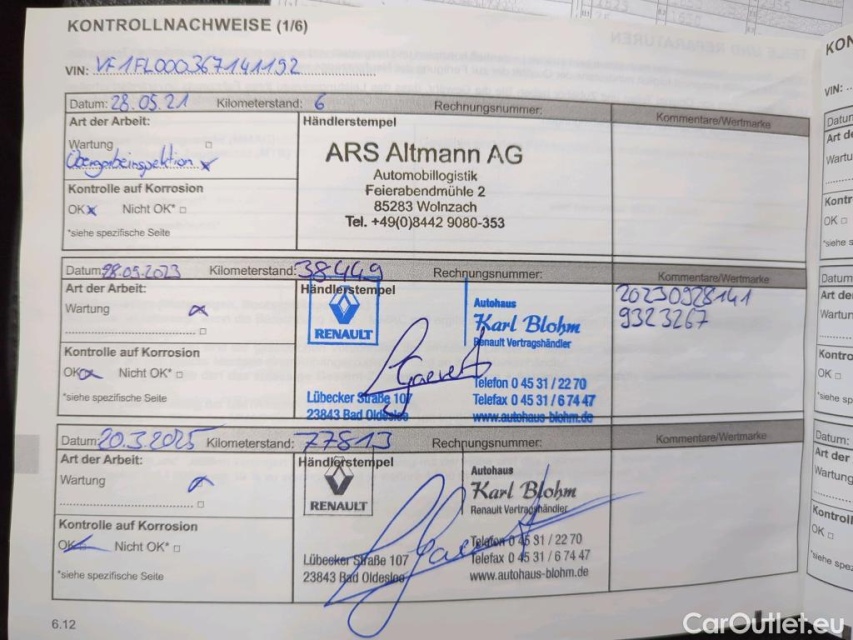 KONTROLLNACHWEISE (1/6)
VIN: VF1FL000367141192
Datum: 28.05.21 Kilometerstand: 6 Rechnungsnummer: Kommentare/Wertmarke
Art der Arbeit:
Wartung
Übergabeinspektion x
Kontrolle auf Korrosion
OK x Nicht OK*
*siehe spezifische Seite
Händlerstempel
ARS Altmann AG
Automobillogistik
Feierabendmühle 2
85283 Wolnzach
Tel. +49(0)8442 9080-353
Datum: 28.09.2023 Kilometerstand: 38449 Rechnungsnummer: Kommentare/Wertmarke
Art der Arbeit:
Wartung
Kontrolle auf Korrosion
OK Nicht OK*
*siehe spezifische Seite
Händlerstempel
RENAULT
Autohaus
Karl Blohm
Renault Vertragshändler
Lübecker Straße 107
23843 Bad Oldesloe
Telefon 0 45 31 / 22 70
Telefax 0 45 31 / 6 74 47
www.autohaus-blohm.de
20230928141
9323267
Datum: 20.3.2025 Kilometerstand: 77813 Rechnungsnummer: Kommentare/Wertmarke
Art der Arbeit:
Wartung
Kontrolle auf Korrosion
OK Nicht OK*
*siehe spezifische Seite
Händlerstempel
RENAULT
Autohaus
Karl Blohm
Renault Vertragshändler
Lübecker Straße 107
23843 Bad Oldesloe
Telefon 0 45 31 / 22 70
Telefax 0 45 31 / 6 74 47
www.autohaus-blohm.de
6.12
KON
VIN:
CarOutlet.eu